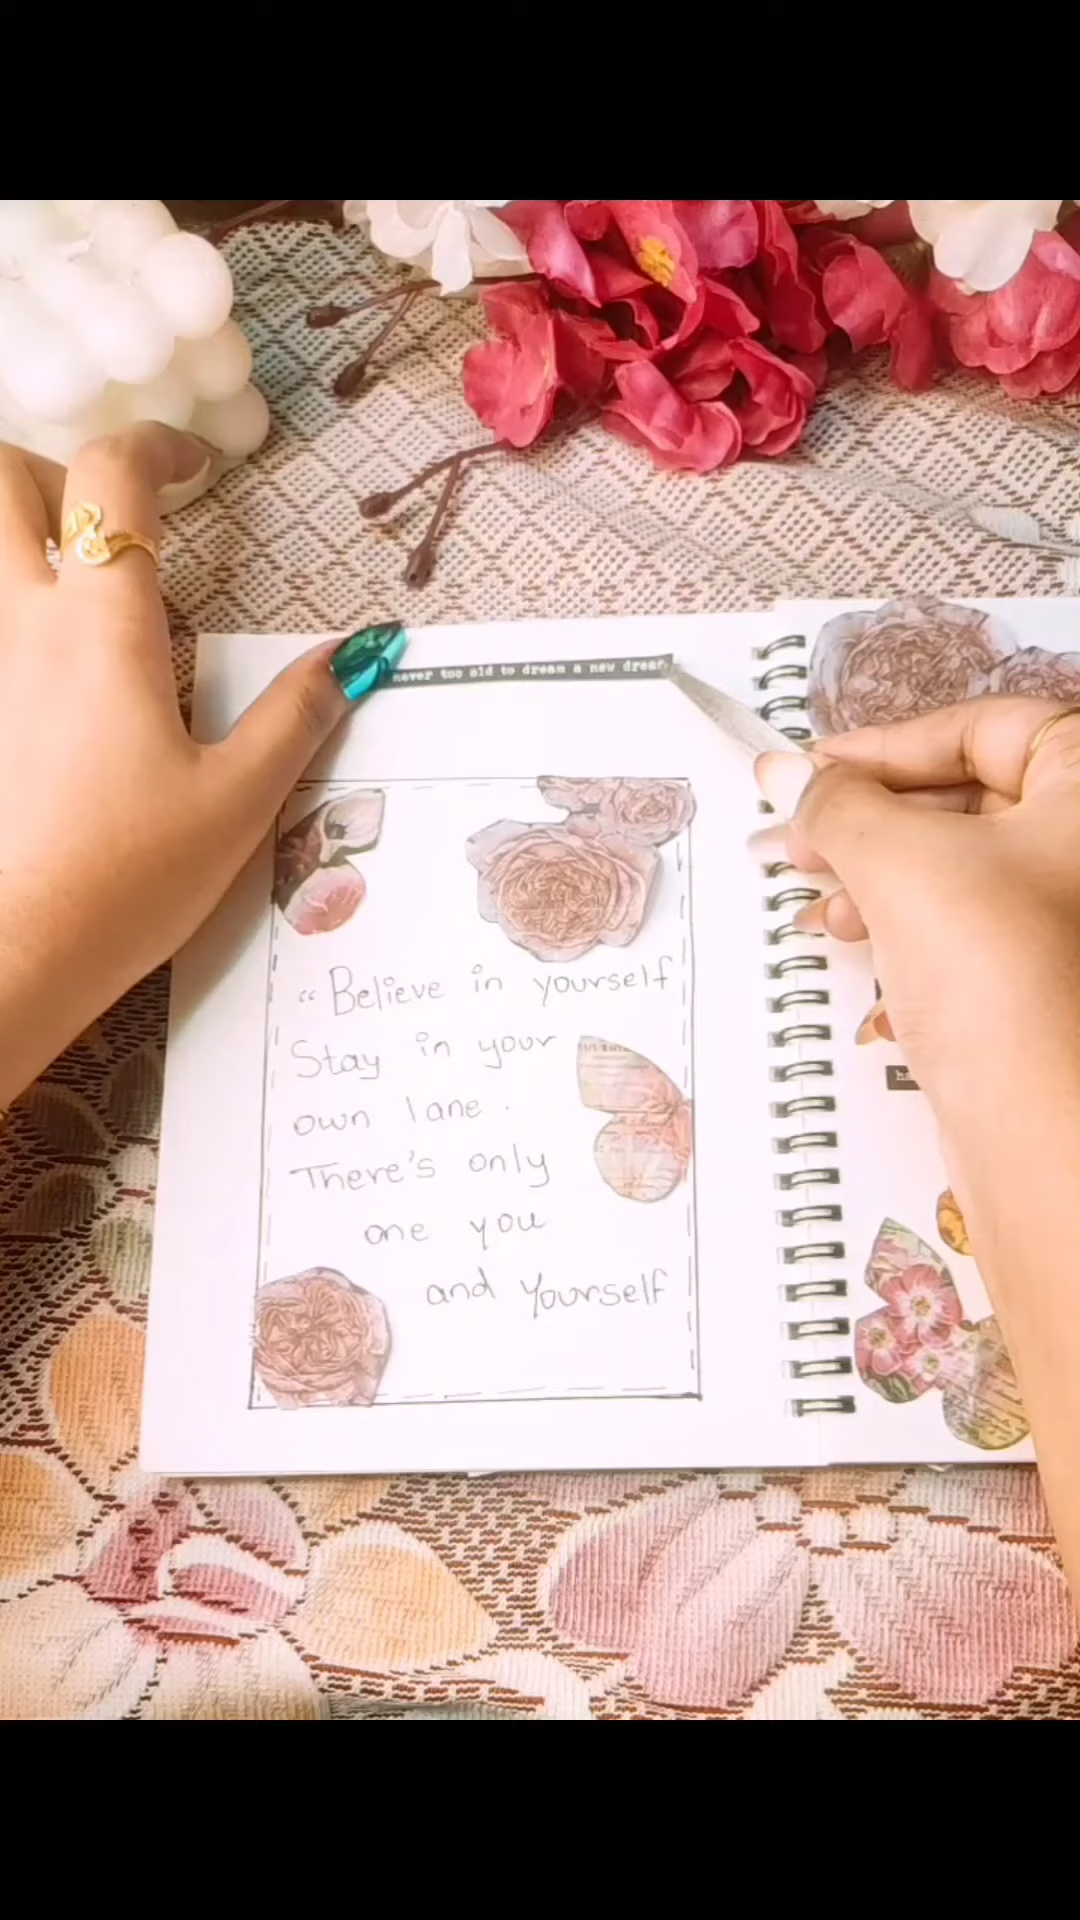 never too old to dream a new dream
“ Believe in yourself
Stay in your
own lane.
There's only
one you
and Yourself